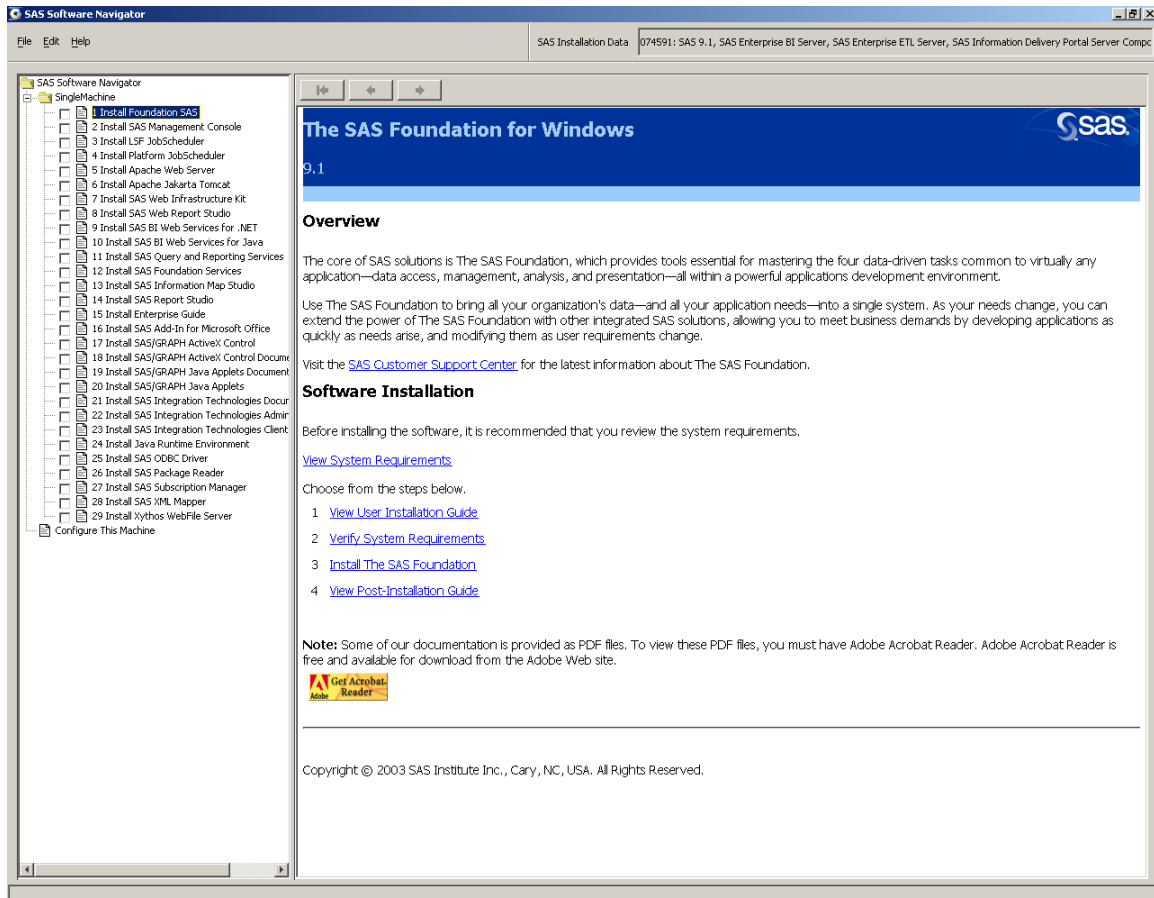 SAS Software Navigator
File Edit Help
SAS Installation Data
074591: SAS 9.1, SAS Enterprise BI Server, SAS Enterprise ETL Server, SAS Information Delivery Portal Server Compc
SAS Software Navigator
SingleMachine
1 Install Foundation SAS
2 Install SAS Management Console
3 Install LSF JobScheduler
4 Install Platform JobScheduler
5 Install Apache Web Server
6 Install Apache Jakarta Tomcat
7 Install SAS Web Infrastructure Kit
8 Install SAS Web Report Studio
9 Install SAS BI Web Services for .NET
10 Install SAS BI Web Services for Java
11 Install SAS Query and Reporting Services
12 Install SAS Foundation Services
13 Install SAS Information Map Studio
14 Install SAS Report Studio
15 Install Enterprise Guide
16 Install SAS Add-In for Microsoft Office
17 Install SAS/GRAPH ActiveX Control
18 Install SAS/GRAPH ActiveX Control Docume
19 Install SAS/GRAPH Java Applets Document
20 Install SAS/GRAPH Java Applets
21 Install SAS Integration Technologies Docur
22 Install SAS Integration Technologies Admir
23 Install SAS Integration Technologies Client
24 Install Java Runtime Environment
25 Install SAS ODBC Driver
26 Install SAS Package Reader
27 Install SAS Subscription Manager
28 Install SAS XML Mapper
29 Install Xythos WebFile Server
Configure This Machine
The SAS Foundation for Windows
sas.
9.1
Overview
The core of SAS solutions is The SAS Foundation, which provides tools essential for mastering the four data-driven tasks common to virtually any
application—data access, management, analysis, and presentation—all within a powerful applications development environment.
Use The SAS Foundation to bring all your organization's data—and all your application needs—into a single system. As your needs change, you can
extend the power of The SAS Foundation with other integrated SAS solutions, allowing you to meet business demands by developing applications as
quickly as needs arise, and modifying them as user requirements change.
Visit the SAS Customer Support Center for the latest information about The SAS Foundation.
Software Installation
Before installing the software, it is recommended that you review the system requirements.
View System Requirements
Choose from the steps below.
1 View User Installation Guide
2 Verify System Requirements
3 Install The SAS Foundation
4 View Post-Installation Guide
Note: Some of our documentation is provided as PDF files. To view these PDF files, you must have Adobe Acrobat Reader. Adobe Acrobat Reader is
free and available for download from the Adobe Web site.
Get Acrobat
Adobe Reader
Copyright © 2003 SAS Institute Inc., Cary, NC, USA. All Rights Reserved.